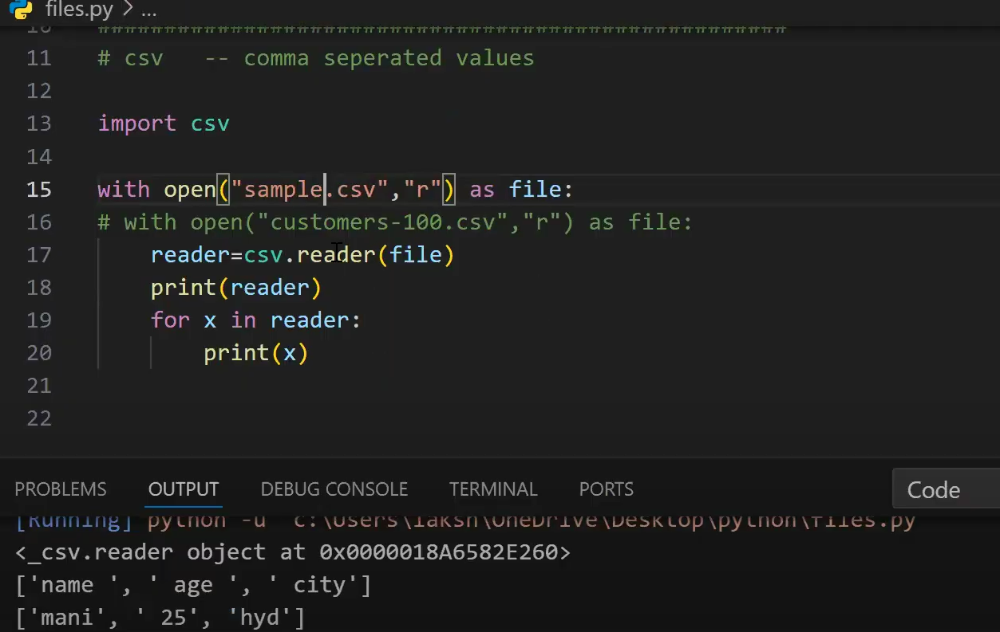 files.py > ...
10 ####################################################
11 # csv   -- comma seperated values
12
13 import csv
14
15 with open("sample.csv","r") as file:
16 # with open("customers-100.csv","r") as file:
17     reader=csv.reader(file)
18     print(reader)
19     for x in reader:
20         print(x)
21
22
PROBLEMS OUTPUT DEBUG CONSOLE TERMINAL PORTS Code
[Running] python -u "c:\Users\laksh\OneDrive\Desktop\python\files.py
<_csv.reader object at 0x0000018A6582E260>
['name ', ' age ', ' city']
['mani', ' 25', 'hyd']